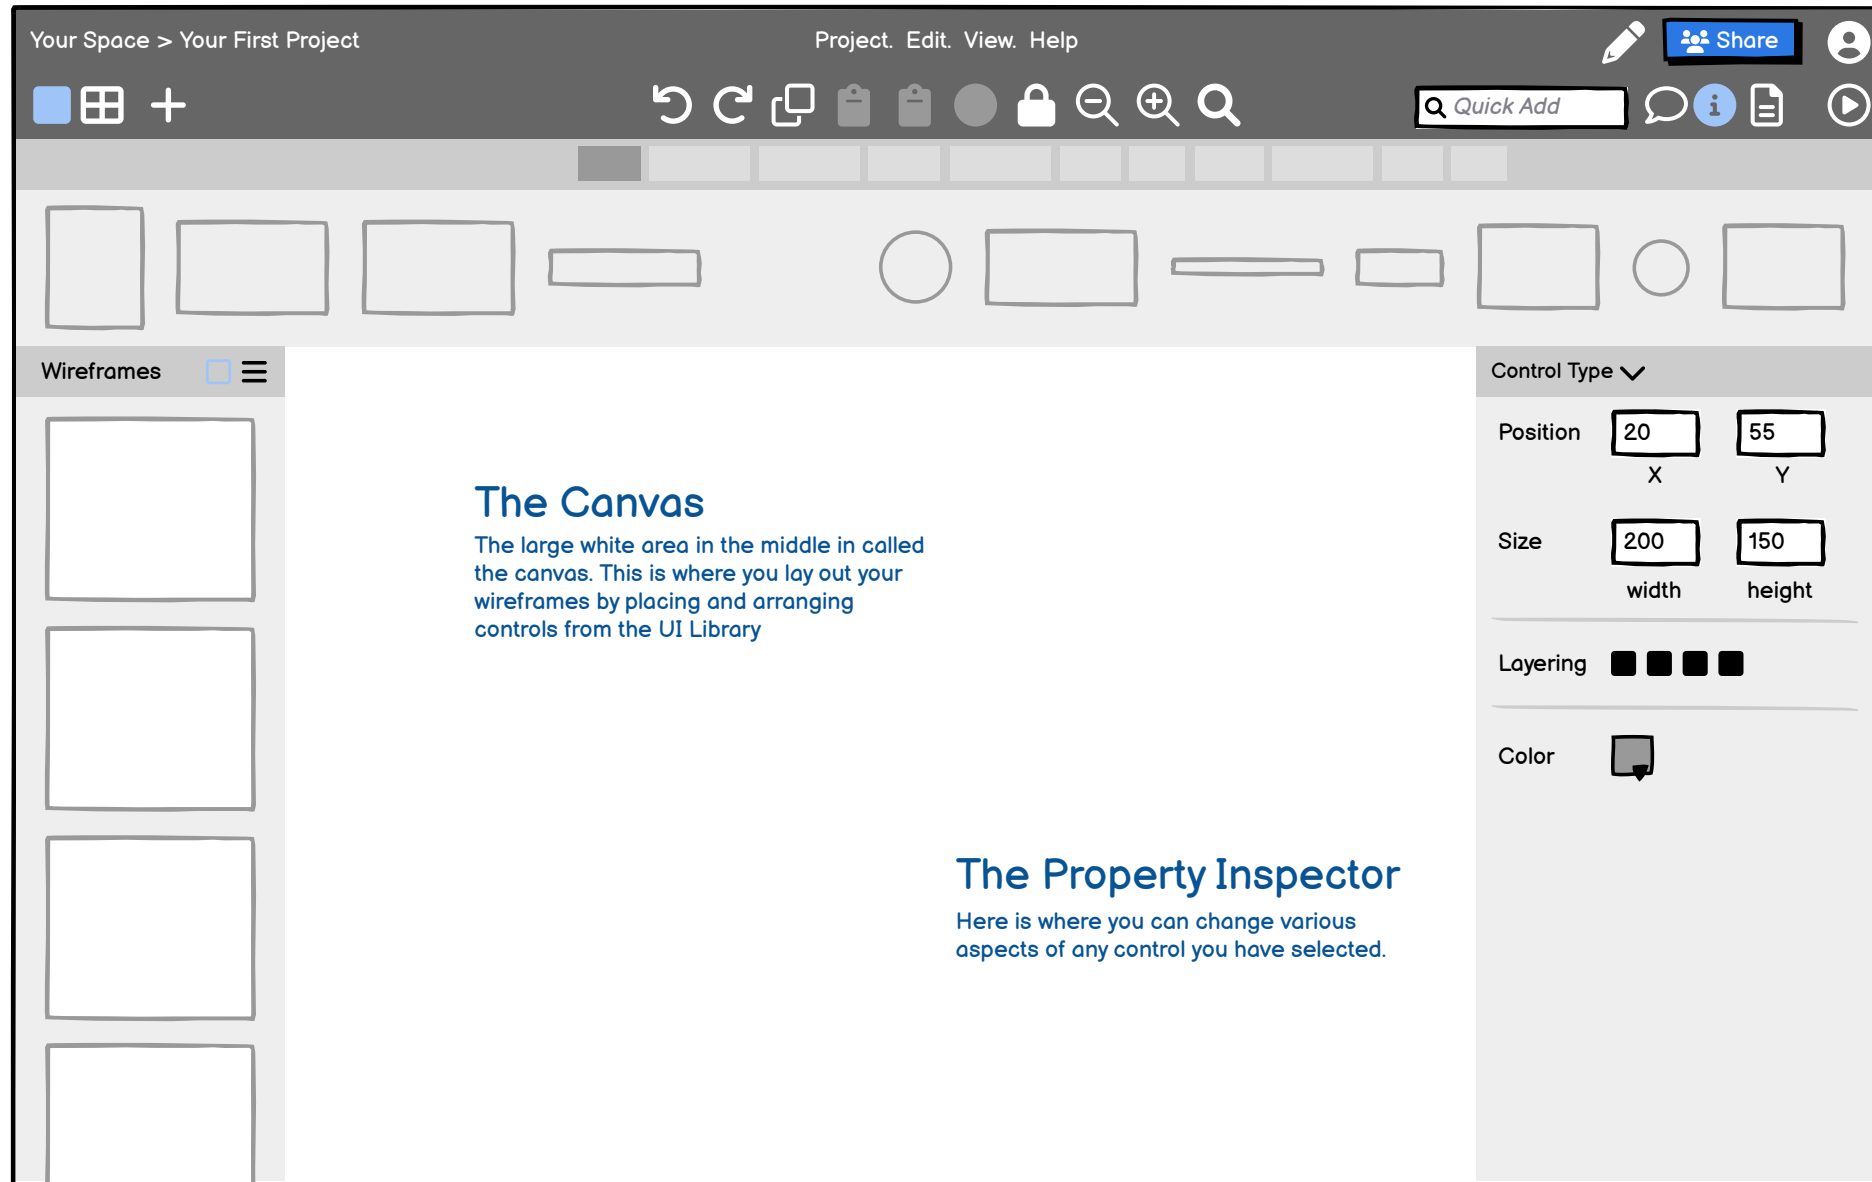 Your Space > Your First Project
Project. Edit. View. Help
Share
Quick Add
Wireframes
Control Type
Position
20
55
X
Y
Size
200
150
width
height
Layering
Color
The Canvas
The large white area in the middle in called
the canvas. This is where you lay out your
wireframes by placing and arranging
controls from the UI Library
The Property Inspector
Here is where you can change various
aspects of any control you have selected.